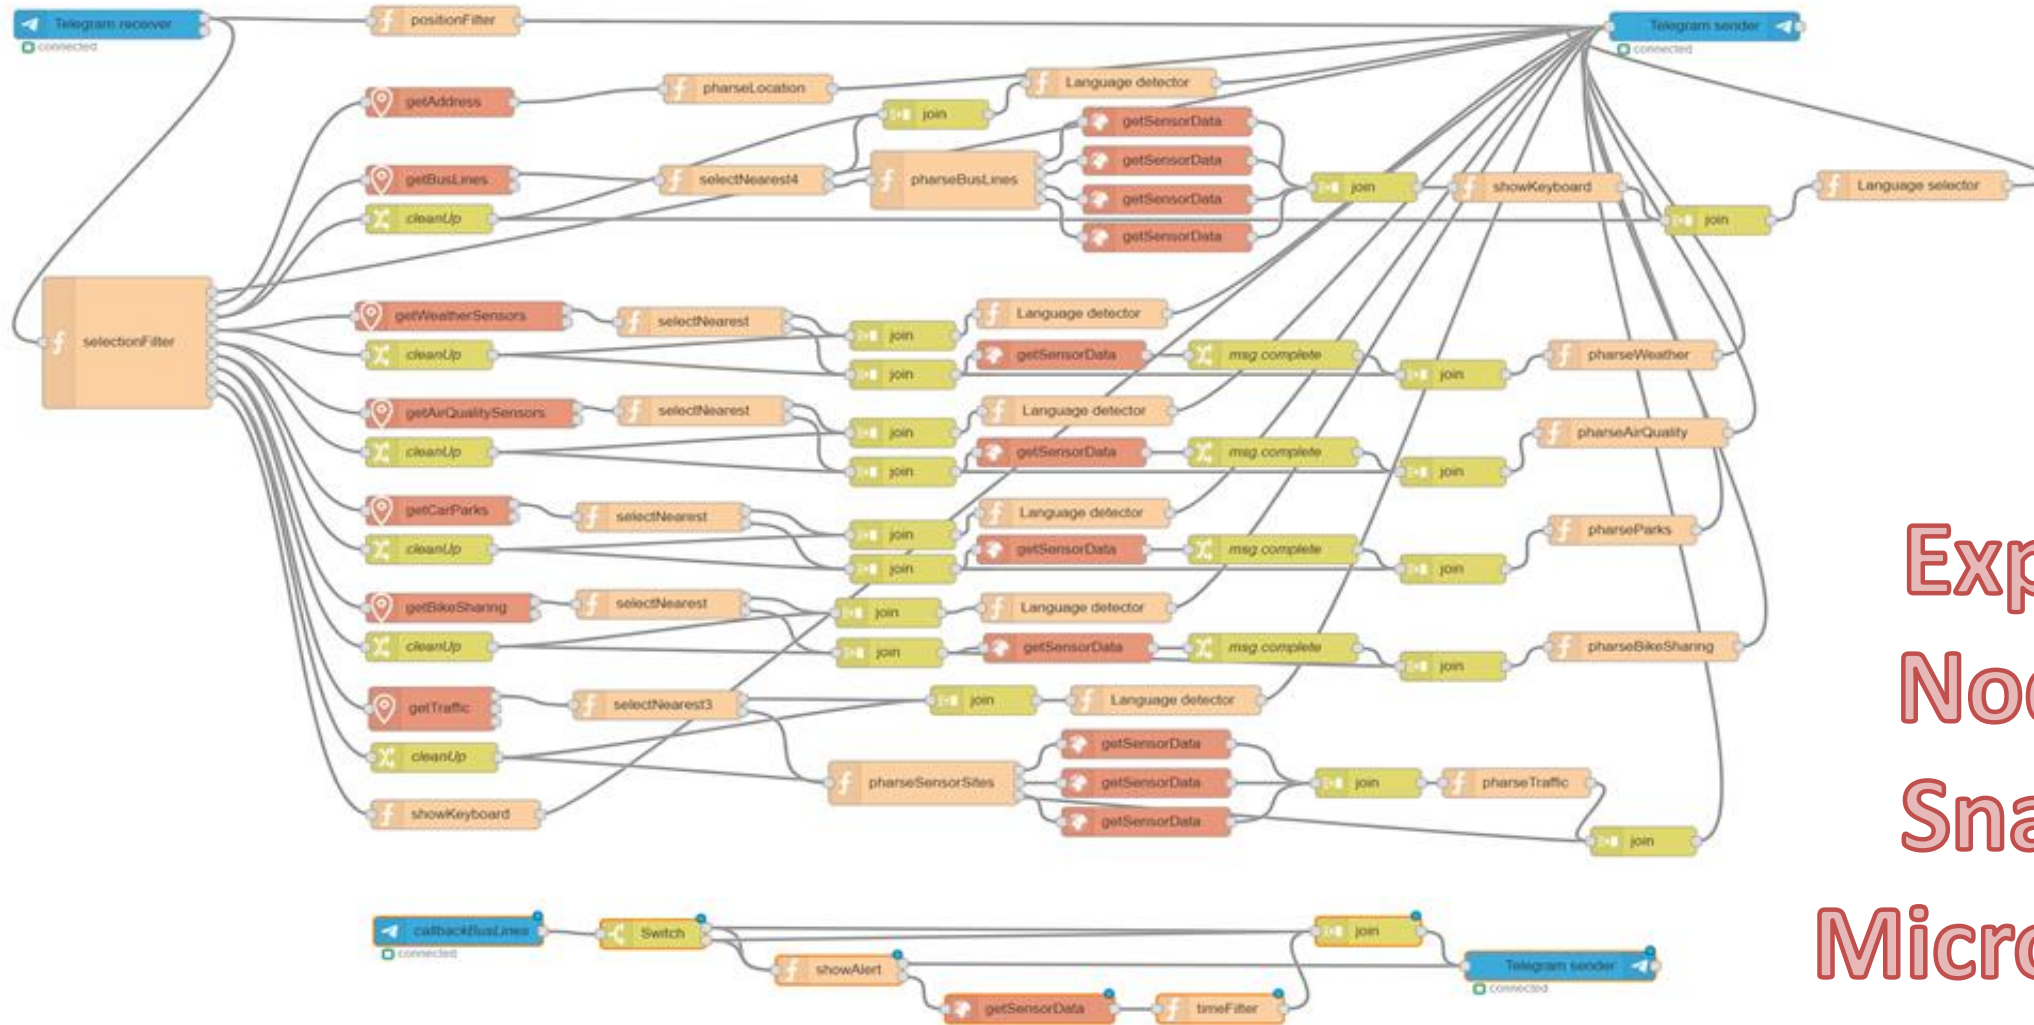 Telegram receiver
connected
positionFilter
Telegram sender
connected
getAddress
pharseLocation
Language detector
join
getSensorData
getBusLines
selectNearest4
pharseBusLines
getSensorData
getSensorData
getSensorData
join
showKeyboard
Language selector
cleanUp
join
selectionFilter
getWeatherSensors
selectNearest
join
Language detector
cleanUp
join
getSensorData
msg.complete
join
pharseWeather
getAirQualitySensors
selectNearest
join
Language detector
cleanUp
join
getSensorData
msg.complete
join
pharseAirQuality
getCarParks
selectNearest
join
Language detector
cleanUp
join
getSensorData
msg.complete
join
pharseParks
getBikeSharing
selectNearest
join
Language detector
cleanUp
join
getSensorData
msg.complete
join
pharseBikeSharing
getTraffic
selectNearest3
join
Language detector
cleanUp
pharseSensorSites
getSensorData
getSensorData
getSensorData
join
pharseTraffic
showKeyboard
join
callbackBusLines
connected
Switch
join
showAlert
Telegram sender
connected
getSensorData
timeFilter
Exp
Sna
Micro